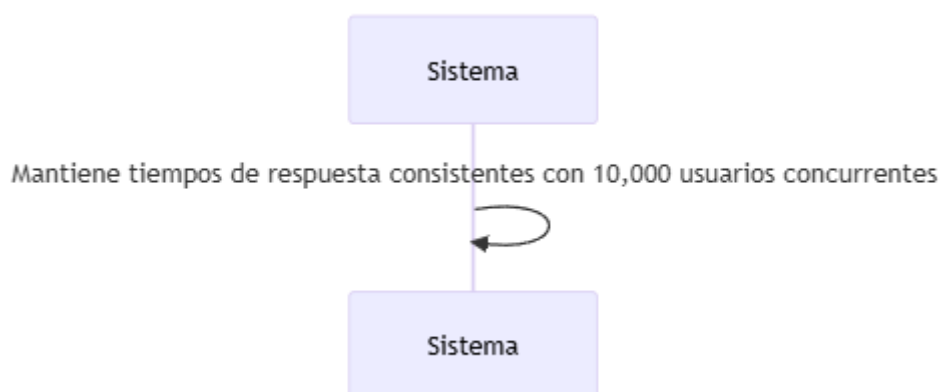 Sistema
Mantiene tiempos de respuesta consistentes con 10,000 usuarios concurrentes
Sistema